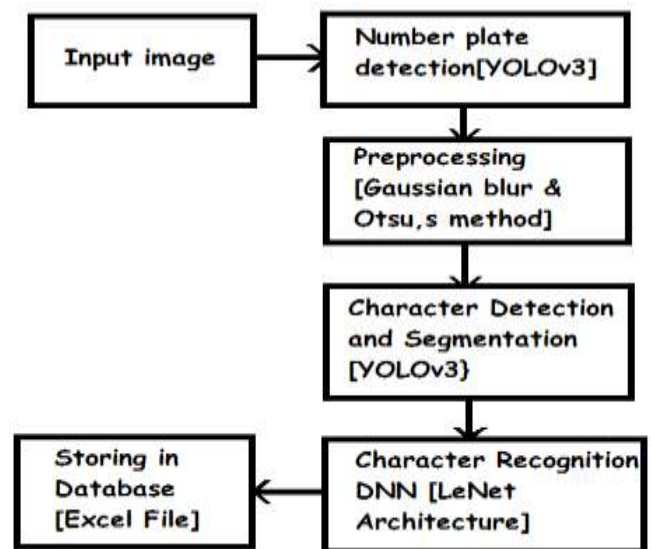 Input image
Number plate
detection[YOLOv3]
Preprocessing
[Gaussian blur &
Otsu,s method]
Character Detection
and Segmentation
[YOLOv3}
Character Recognition
DNN [LeNet
Architecture]
Storing in
Database
[Excel File]